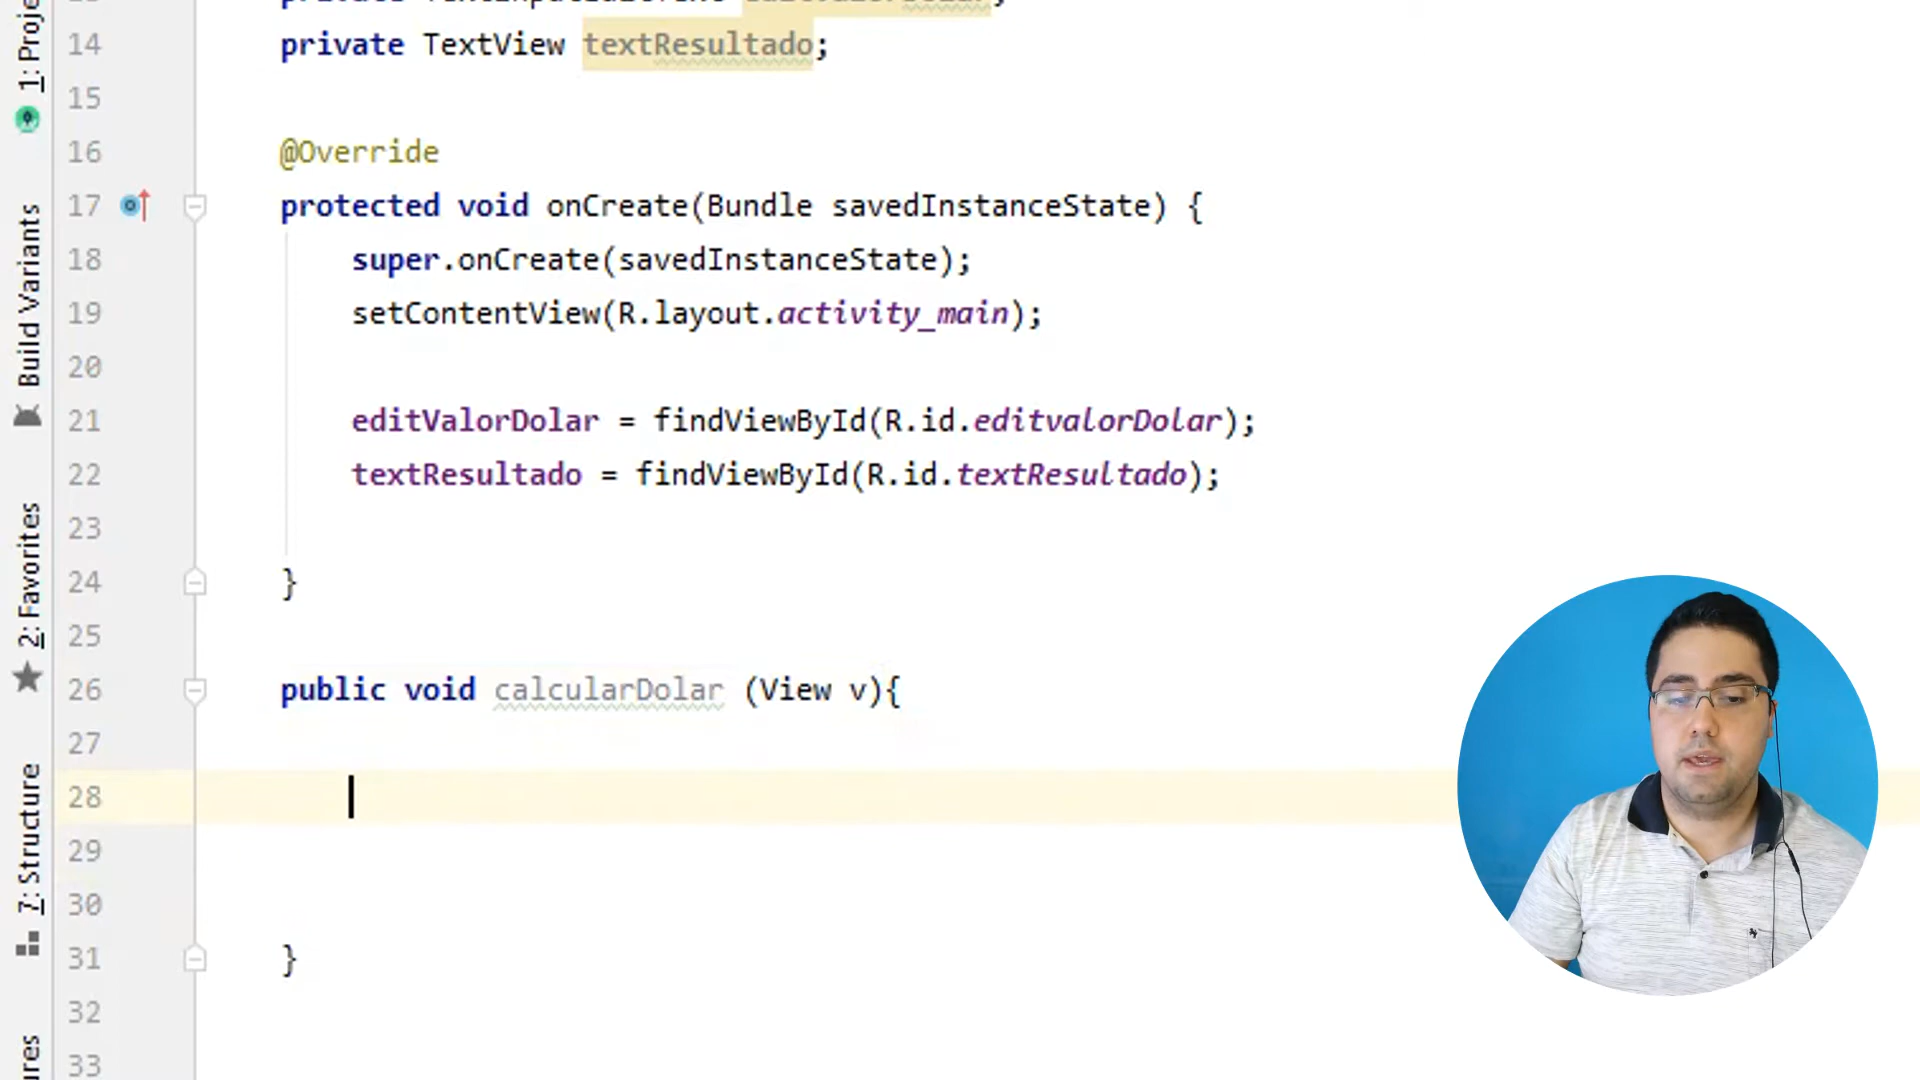 1: Proje
Build Variants
2: Favorites
7: Structure
ures
14 private TextView textResultado;
15
16 @Override
17 protected void onCreate(Bundle savedInstanceState) {
18 super.onCreate(savedInstanceState);
19 setContentView(R.layout.activity_main);
20
21 editValorDolar = findViewById(R.id.editvalorDolar);
22 textResultado = findViewById(R.id.textResultado);
23
24 }
25
26 public void calcularDolar (View v){
27
28
29
30
31 }
32
33